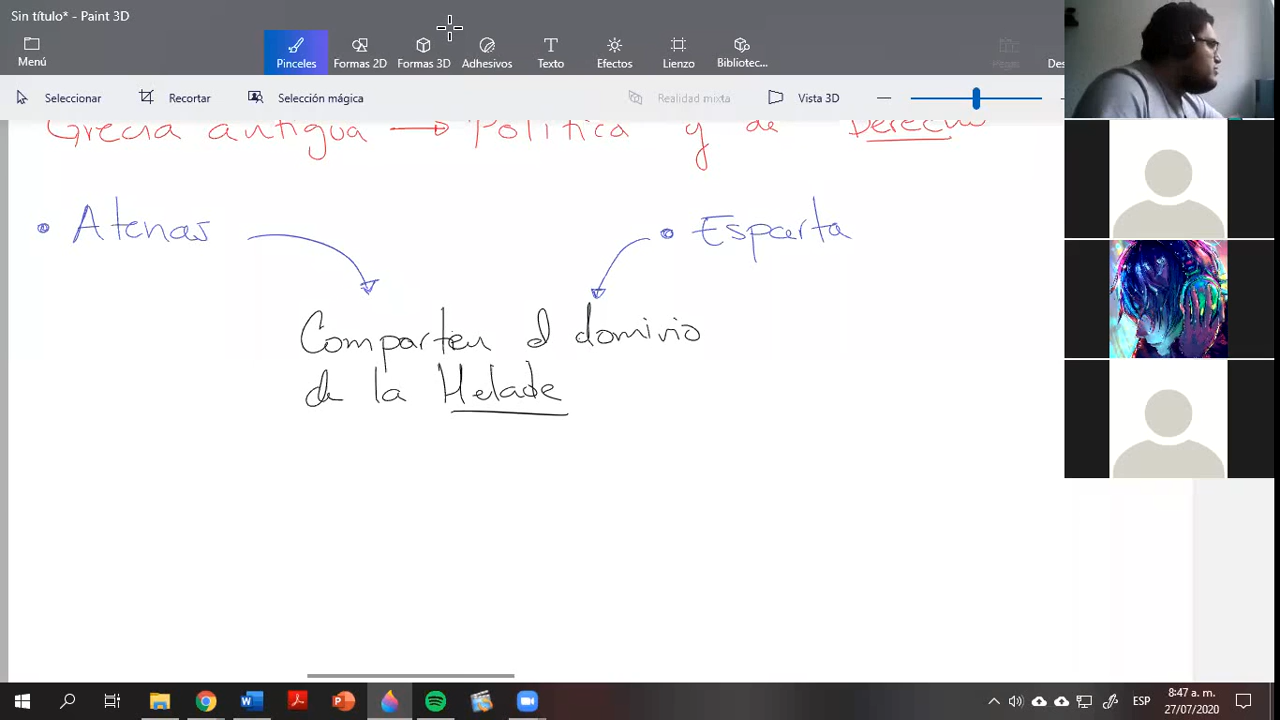 Sin título* - Paint 3D
Menú
Pinceles Formas 2D Formas 3D Adhesivos Texto Efectos Lienzo Bibliotec...
Seleccionar Recortar Selección mágica Realidad mixta Vista 3D
Grecia antigua → Política y de Derecho
• Atenas • Esparta
Comparten el dominio
de la Helade
8:47 a. m.
ESP
27/07/2020